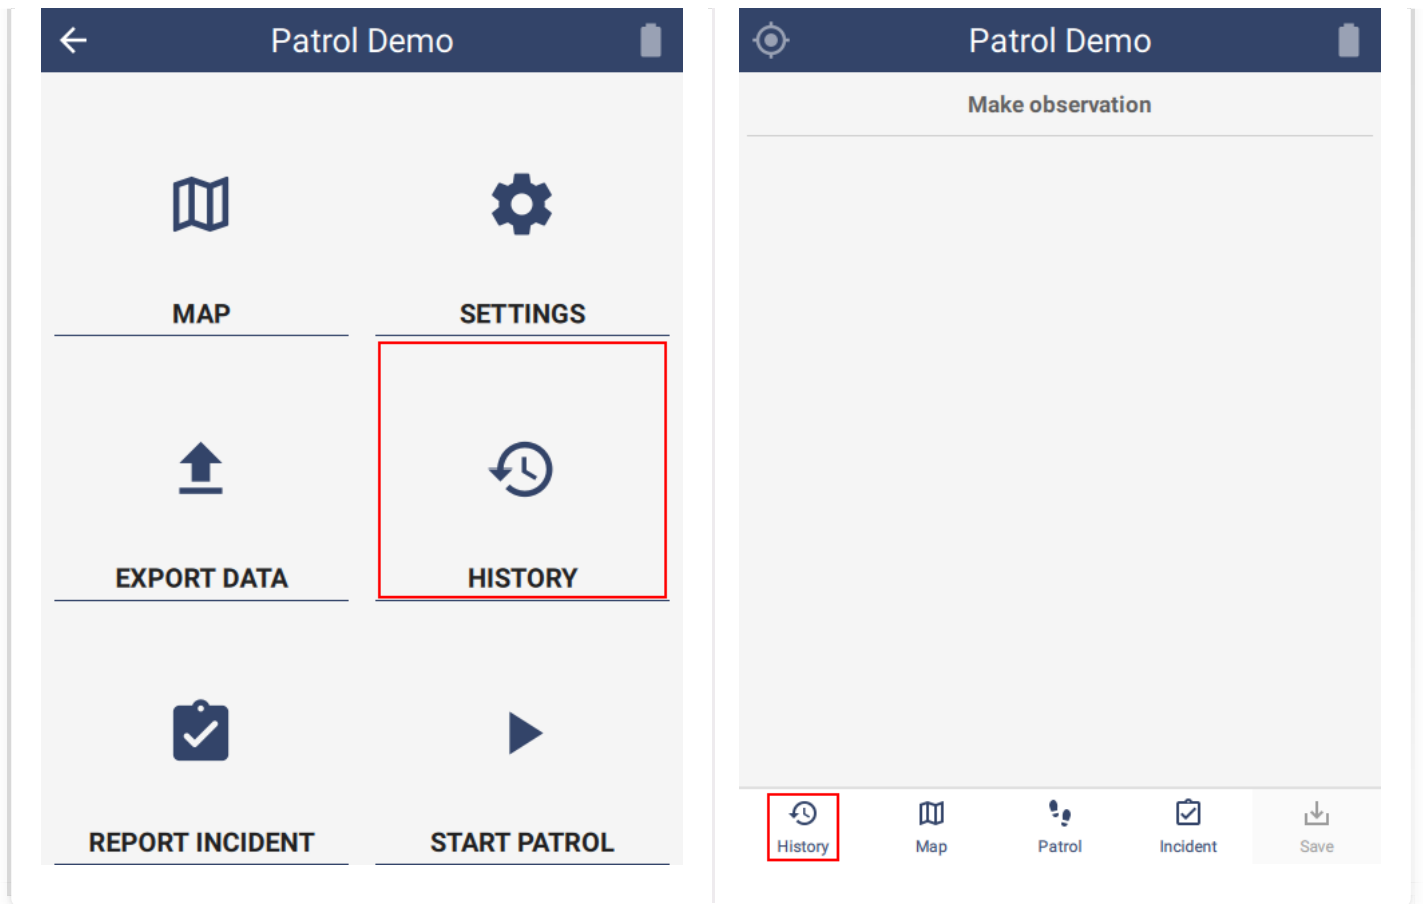 Patrol Demo
MAP
SETTINGS
EXPORT DATA
HISTORY
REPORT INCIDENT
START PATROL
Patrol Demo
Make observation
History
Map
Patrol
Incident
Save